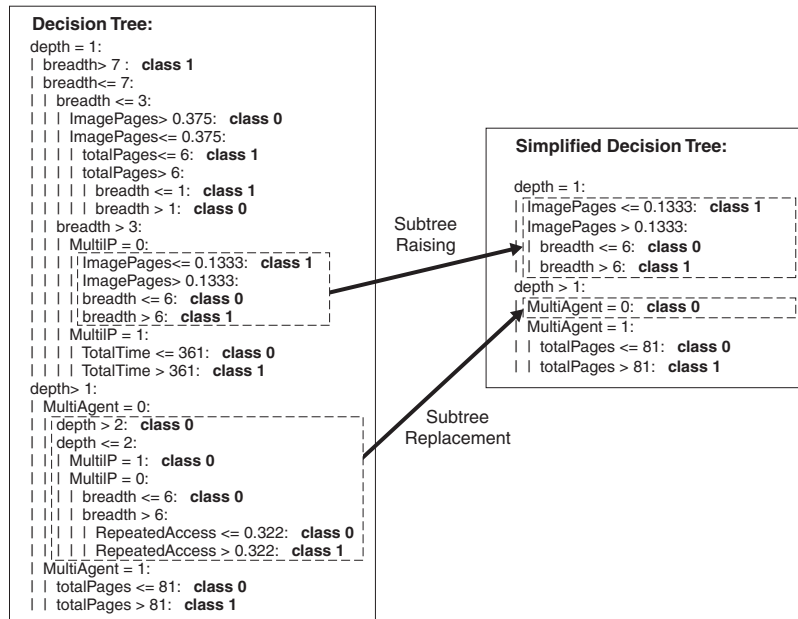 Decision Tree:
depth = 1:
| breadth> 7 : class 1
| breadth<= 7:
| | breadth <= 3:
| | | ImagePages> 0.375: class 0
| | | ImagePages<= 0.375:
| | | | totalPages<= 6: class 1
| | | | totalPages> 6:
| | | | | breadth <= 1: class 1
| | | | | breadth > 1: class 0
| | breadth > 3:
| | | MultiIP = 0:
| | | | ImagePages<= 0.1333: class 1
| | | | ImagePages> 0.1333:
| | | | breadth <= 6: class 0
| | | | breadth > 6: class 1
| | | MultiIP = 1:
| | | | TotalTime <= 361: class 0
| | | | TotalTime > 361: class 1
depth> 1:
| MultiAgent = 0:
| | depth > 2: class 0
| | depth <= 2:
| | | MultiIP = 1: class 0
| | | MultiIP = 0:
| | | | breadth <= 6: class 0
| | | | breadth > 6:
| | | | | RepeatedAccess <= 0.322: class 0
| | | | | RepeatedAccess > 0.322: class 1
| MultiAgent = 1:
| | totalPages <= 81: class 0
| | totalPages > 81: class 1
Subtree
Raising
Subtree
Replacement
Simplified Decision Tree:
depth = 1:
| ImagePages <= 0.1333: class 1
| ImagePages > 0.1333:
| | breadth <= 6: class 0
| | breadth > 6: class 1
depth > 1:
| MultiAgent = 0: class 0
| MultiAgent = 1:
| | totalPages <= 81: class 0
| | totalPages > 81: class 1